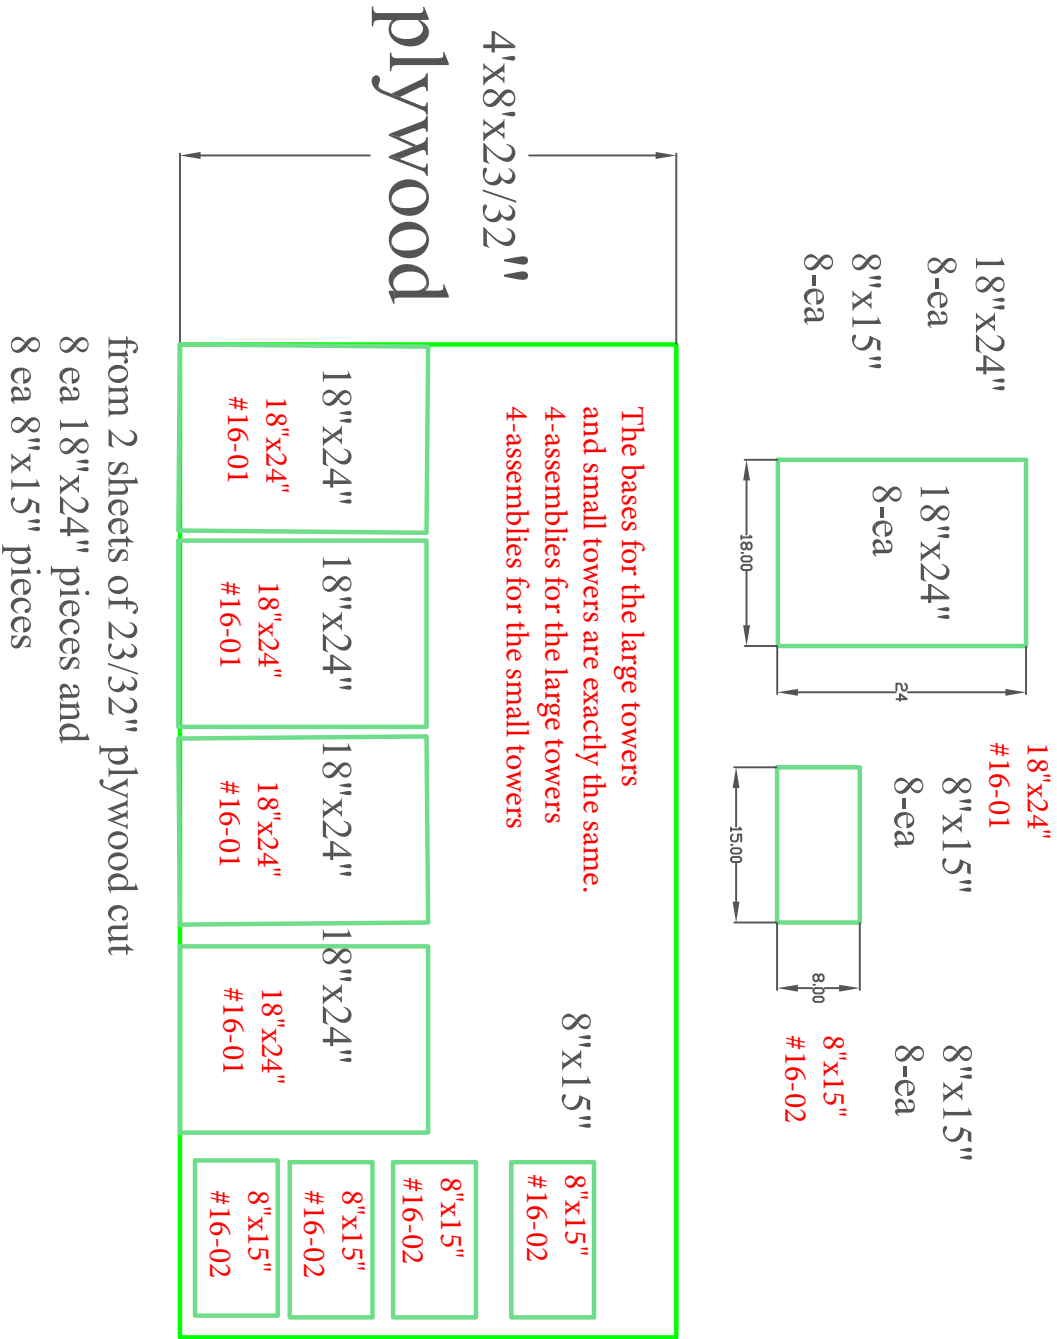 18"x24"
8-ea
8"x15"
8-ea
18"x24"
8-ea
18.00
24
18"x24"
#16-01
8"x15"
8-ea
15.00
8.00
8"x15"
8-ea
8"x15"
#16-02
4'x8'x23/32"
plywood
The bases for the large towers
and small towers are exactly the same.
4-assemblies for the large towers
4-assemblies for the small towers
8"x15"
18"x24"
18"x24"
#16-01
18"x24"
18"x24"
#16-01
18"x24"
18"x24"
#16-01
18"x24"
18"x24"
#16-01
8"x15"
#16-02
8"x15"
#16-02
8"x15"
#16-02
8"x15"
#16-02
from 2 sheets of 23/32" plywood cut
8 ea 18"x24" pieces and
8 ea 8"x15" pieces